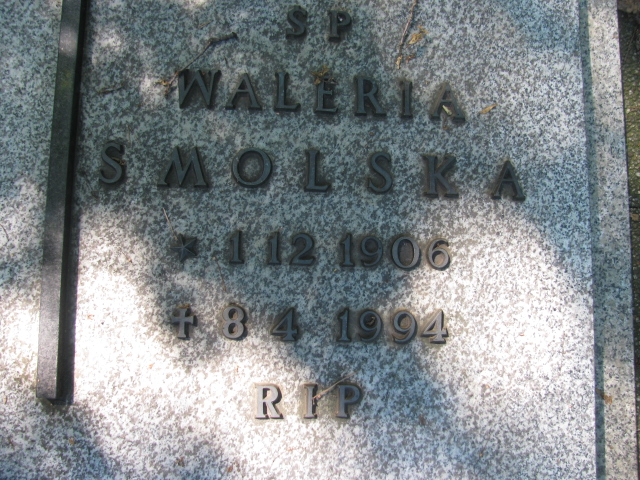 SP
WALERIA
SMOLSKA
* 1 12 1906
✝ 8 4 1994
RIP